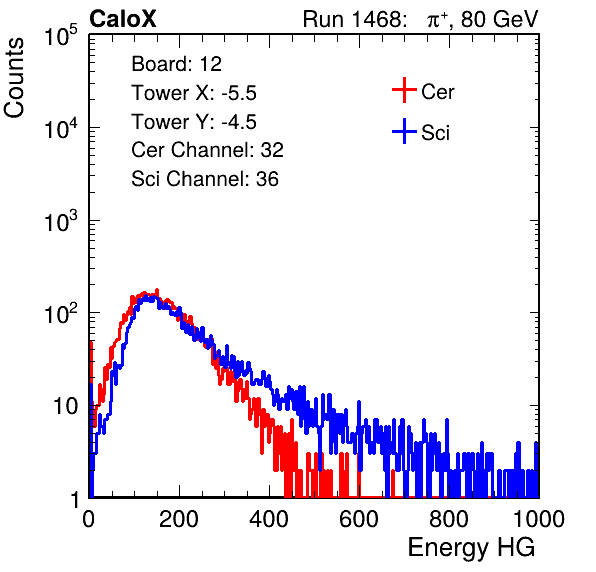 CaloX Run 1468: π⁺, 80 GeV
Counts
10⁵
10⁴
10³
10²
10
1
Board: 12
Tower X: -5.5
Tower Y: -4.5
Cer Channel: 32
Sci Channel: 36
Cer
Sci
0 200 400 600 800 1000
Energy HG